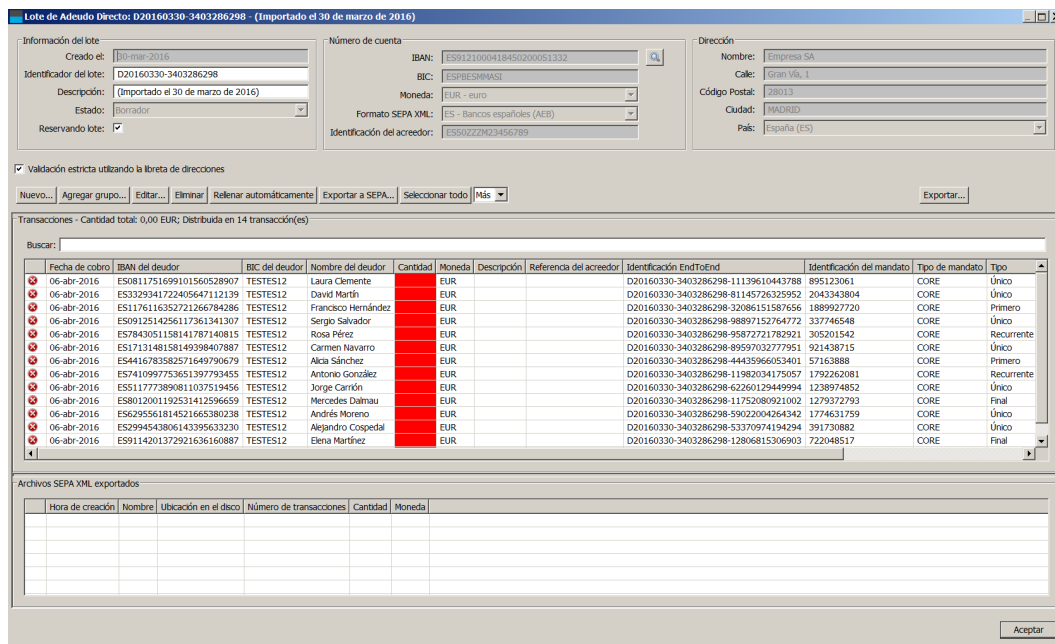 Lote de Adeudo Directo: D20160330-3403286298 - (Importado el 30 de marzo de 2016)
Información del lote
Creado el: 30-mar-2016
Identificador del lote: D20160330-3403286298
Descripción: (Importado el 30 de marzo de 2016)
Estado: Borrador
Reservando lote:
Número de cuenta
IBAN: ES9121000418450200051332
BIC: ESPBESMMASI
Moneda: EUR - euro
Formato SEPA XML: ES - Bancos españoles (AEB)
Identificación del acreedor: ES50ZZZM23456789
Dirección
Nombre: Empresa SA
Calle: Gran Vía, 1
Código Postal: 28013
Ciudad: MADRID
País: España (ES)
Validación estricta utilizando la libreta de direcciones
Nuevo... Agregar grupo... Editar... Eliminar Rellenar automáticamente Exportar a SEPA... Seleccionar todo Más Exportar...
Transacciones - Cantidad total: 0,00 EUR; Distribuida en 14 transacción(es)
Buscar:
Fecha de cobro IBAN del deudor BIC del deudor Nombre del deudor Cantidad Moneda Descripción Referencia del acreedor Identificación EndToEnd Identificación del mandato Tipo de mandato Tipo
06-abr-2016 ES0811751699101560528907 TESTES12 Laura Clemente EUR D20160330-3403286298-11139610443788 895123061 CORE Único
06-abr-2016 ES3329341722405647112139 TESTES12 David Martín EUR D20160330-3403286298-81145726325952 2043343804 CORE Único
06-abr-2016 ES1176116352721266784286 TESTES12 Francisco Hernández EUR D20160330-3403286298-32086151587656 1889927720 CORE Primero
06-abr-2016 ES0912514256117361341307 TESTES12 Sergio Salvador EUR D20160330-3403286298-98897152764772 337746548 CORE Único
06-abr-2016 ES7843051158141787140815 TESTES12 Rosa Pérez EUR D20160330-3403286298-95872721782921 305201542 CORE Recurrente
06-abr-2016 ES1713148158149398407887 TESTES12 Carmen Navarro EUR D20160330-3403286298-89597032777951 921438715 CORE Único
06-abr-2016 ES4416783582571649790679 TESTES12 Alicia Sánchez EUR D20160330-3403286298-44435966053401 57163888 CORE Primero
06-abr-2016 ES7410997753651397793455 TESTES12 Antonio González EUR D20160330-3403286298-11982034175057 1792262081 CORE Recurrente
06-abr-2016 ES5117773890811037519456 TESTES12 Jorge Carrión EUR D20160330-3403286298-62260129449994 1238974852 CORE Único
06-abr-2016 ES8012001192531412596659 TESTES12 Mercedes Dalmau EUR D20160330-3403286298-11752080921002 1279372793 CORE Final
06-abr-2016 ES6295561814521665380238 TESTES12 Andrés Moreno EUR D20160330-3403286298-59022004264342 1774631759 CORE Único
06-abr-2016 ES2994543806143395633230 TESTES12 Alejandro Cospedal EUR D20160330-3403286298-53370974194294 391730882 CORE Único
06-abr-2016 ES9114201372921636160887 TESTES12 Elena Martínez EUR D20160330-3403286298-12806815306903 722048517 CORE Final
Archivos SEPA XML exportados
Hora de creación Nombre Ubicación en el disco Número de transacciones Cantidad Moneda
Aceptar